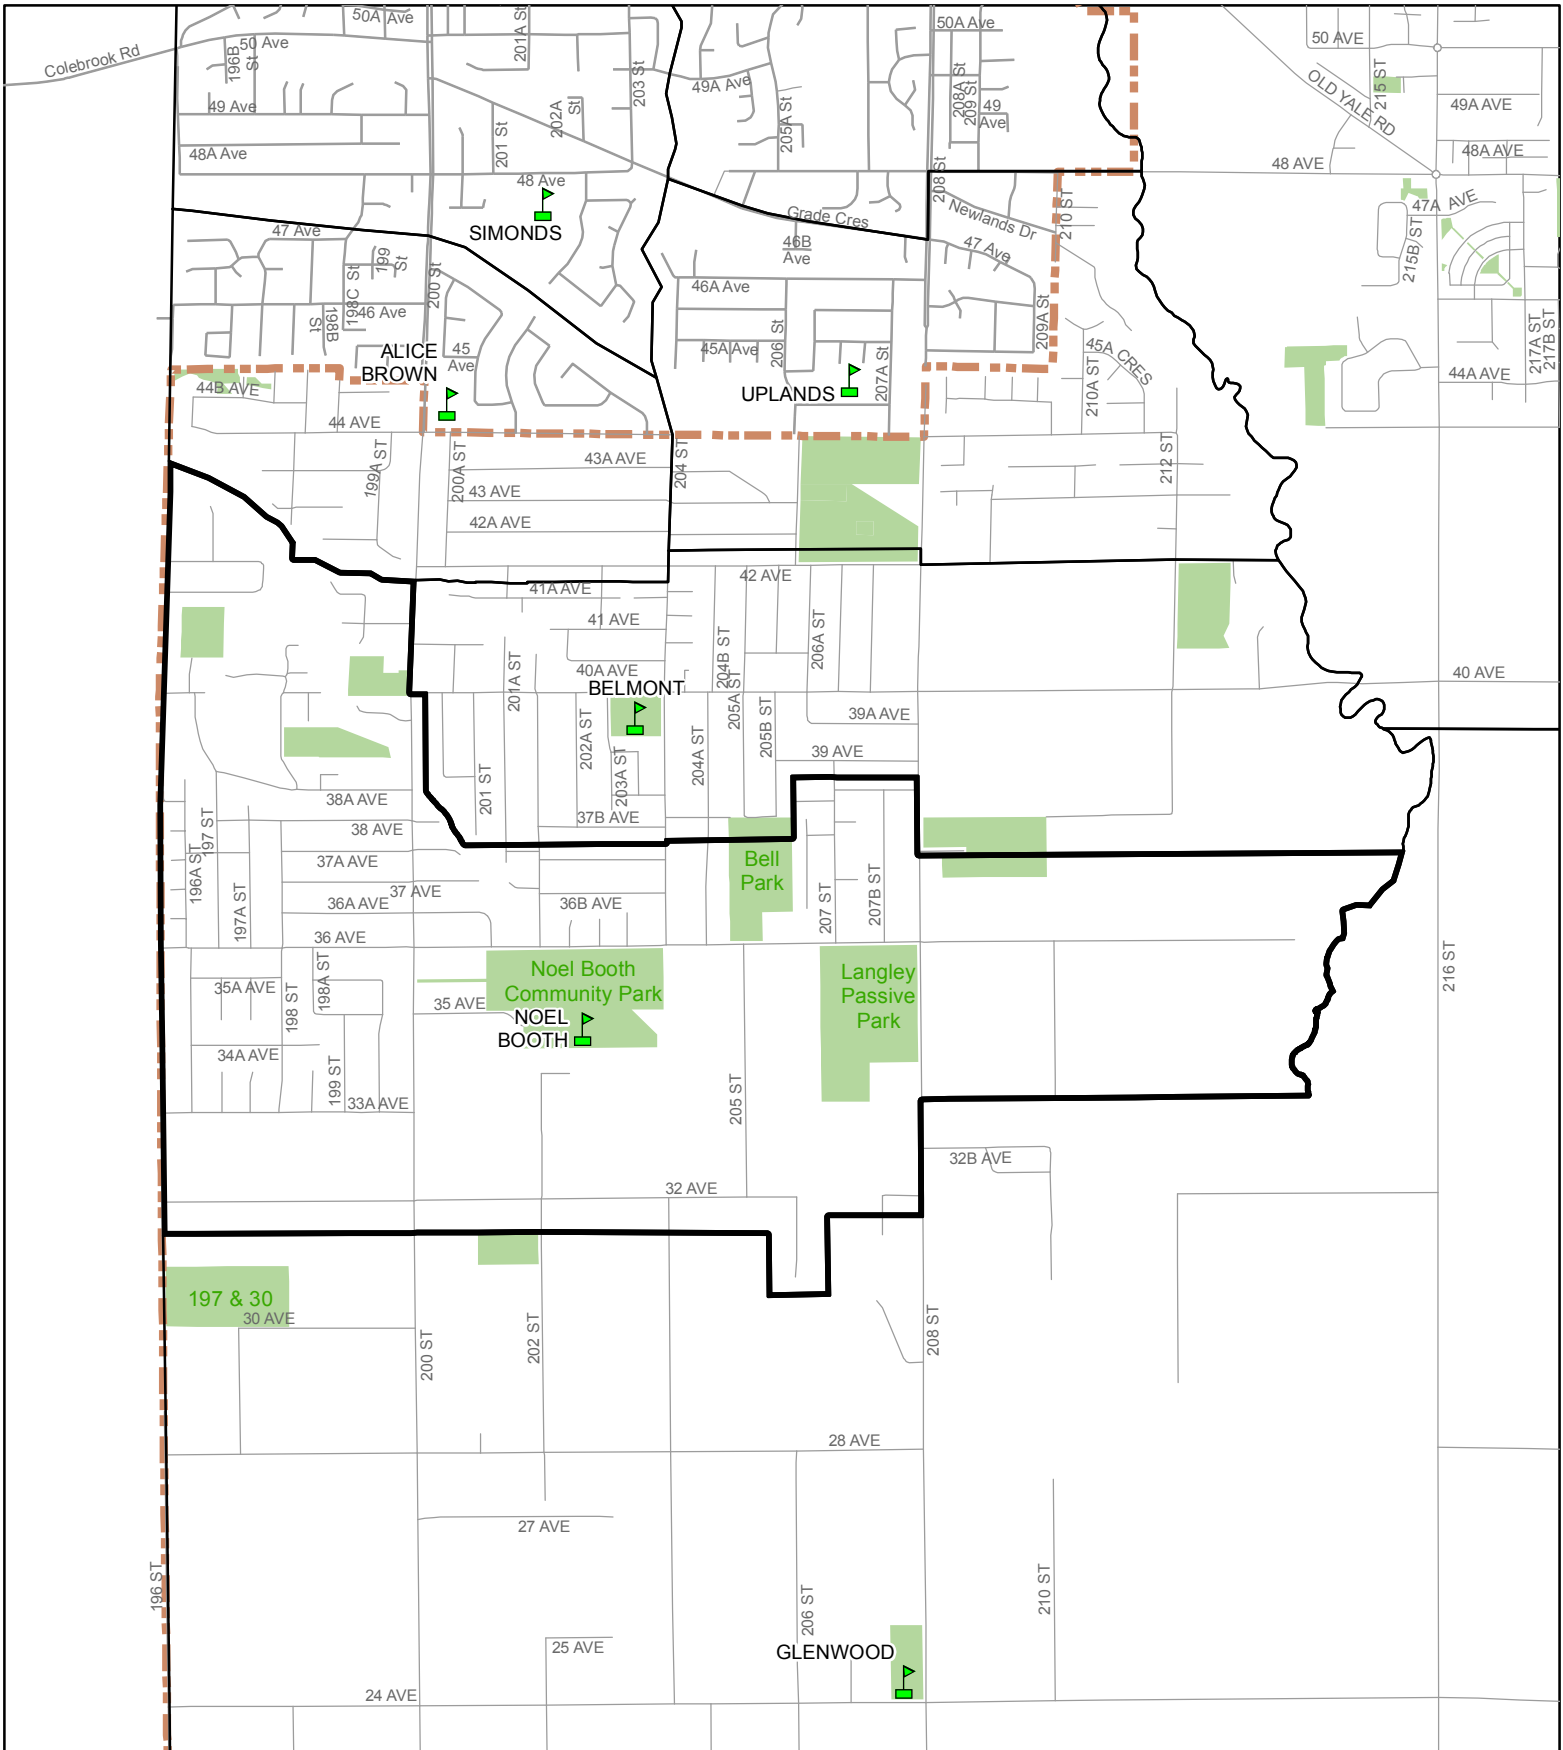 50A Ave
201A St
50A Ave
50 AVE
50 Ave
Colebrook Rd
196B
St
203 St
49A Ave
208A St
209 St
215 ST
OLD YALE RD
49 Ave
202A
St
205A St
49
Ave
49A AVE
201 St
48A Ave
48A AVE
48 AVE
48 Ave
208 St
SIMONDS
Grade Cres
Newlands Dr
210 ST
47A AVE
215B ST
47 Ave
199
St
46B
Ave
47 Ave
200 St
198C St
46A Ave
46 Ave
198B
St
206 St
209A St
217A ST
217B ST
ALICE
BROWN
45
Ave
45A Ave
207A St
45A CRES
44B AVE
UPLANDS
210A ST
44A AVE
44 AVE
199A ST
200A ST
43A AVE
204 ST
212 ST
43 AVE
42A AVE
42 AVE
41A AVE
41 AVE
204B ST
206A ST
201A ST
40A AVE
40 AVE
BELMONT
205A ST
39A AVE
202A ST
205B ST
204A ST
39 AVE
203A ST
201 ST
38A AVE
197 ST
38 AVE
37B AVE
196A ST
37A AVE
Bell
Park
37 AVE
36A AVE
36B AVE
197A ST
207 ST
207B ST
36 AVE
216 ST
Noel Booth
Community Park
Langley
Passive
Park
35A AVE
198 ST
198A ST
35 AVE
NOEL
BOOTH
34A AVE
199 ST
205 ST
33A AVE
32B AVE
32 AVE
197 & 30
30 AVE
200 ST
202 ST
208 ST
28 AVE
27 AVE
196 ST
206 ST
210 ST
25 AVE
GLENWOOD
24 AVE